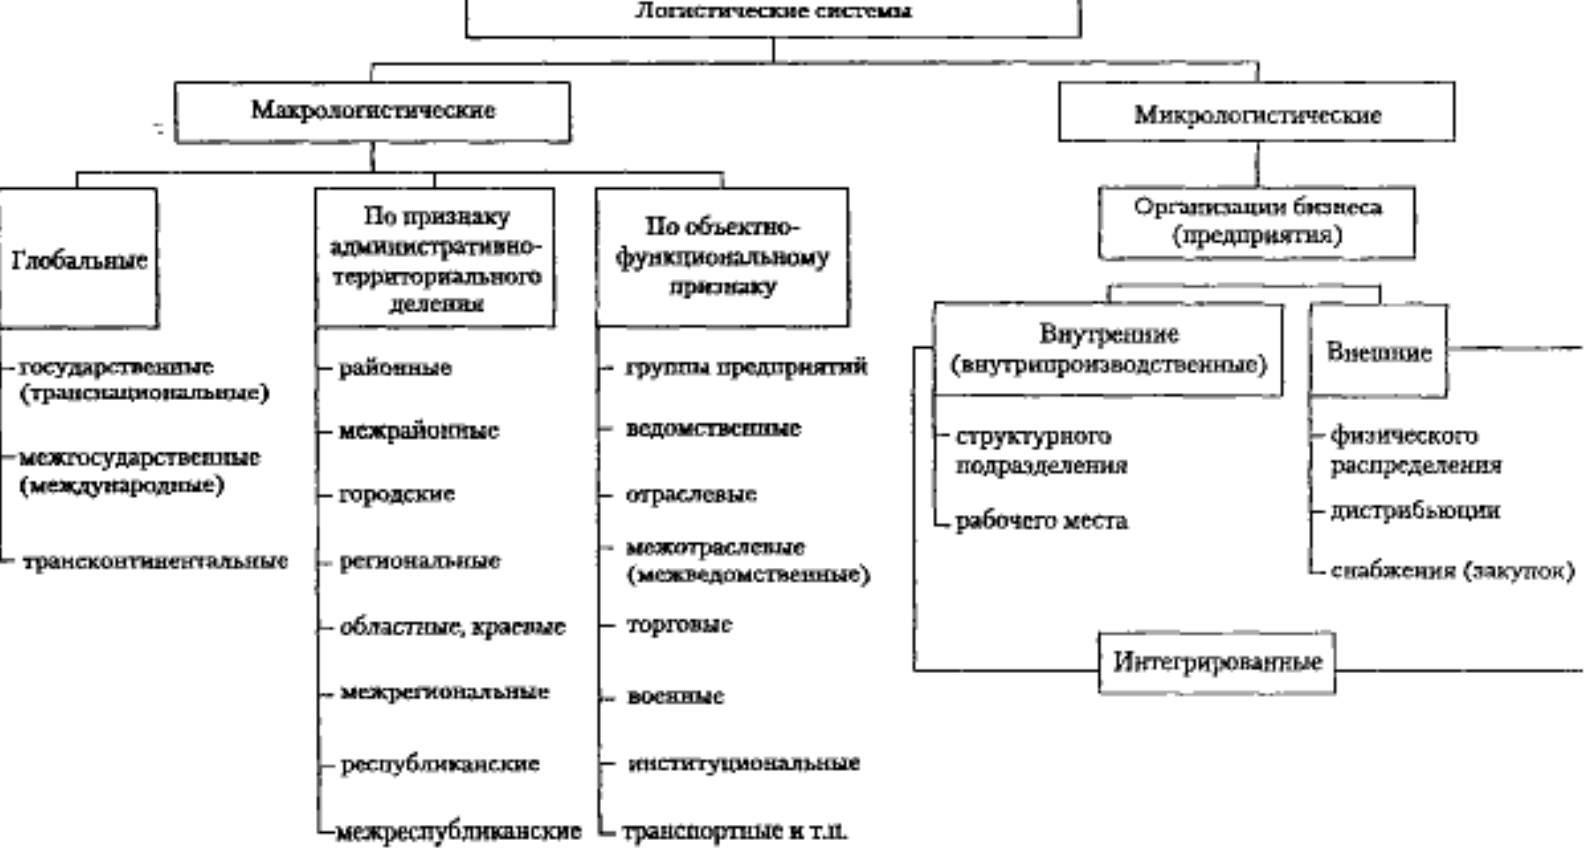 Логистические системы
Макрологистические
Микрологистические
Глобальные
государственные
(транснациональные)
межгосударственные
(международные)
трансконтинентальные
По признаку
административно-
территориального
деления
районные
межрайонные
городские
региональные
областные, краевые
межрегиональные
республиканские
межреспубликанские
По объектно-
функциональному
признаку
группы предприятий
ведомственные
отраслевые
межотраслевые
(межведомственные)
торговые
военные
институциональные
транспортные и т.п.
Организации бизнеса
(предприятия)
Внутренние
(внутрипроизводственные)
структурного
подразделения
рабочего места
Внешние
физического
распределения
дистрибьюции
снабжения (закупок)
Интегрированные